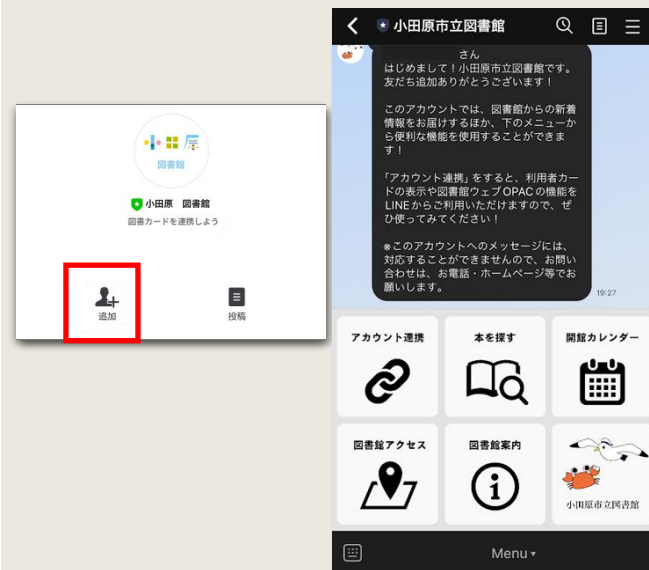 小田原
図書館
小田原 図書館
図書カードを連携しよう
追加
投稿
小田原市立図書館
さん
はじめまして！小田原市立図書館です。
友だち追加ありがとうございます！
このアカウントでは、図書館からの新着
情報をお届けするほか、下のメニューか
ら便利な機能を使用することができま
す！
「アカウント連携」をすると、利用者カー
ドの表示や図書館ウェブOPACの機能を
LINEからご利用いただけますので、ぜ
ひ使ってみてください！
※このアカウントへのメッセージには、
対応することができませんので、お問い
合わせは、お電話・ホームページ等でお
願いします。
19:27
アカウント連携
本を探す
開館カレンダー
図書館アクセス
図書館案内
小田原市立図書館
Menu